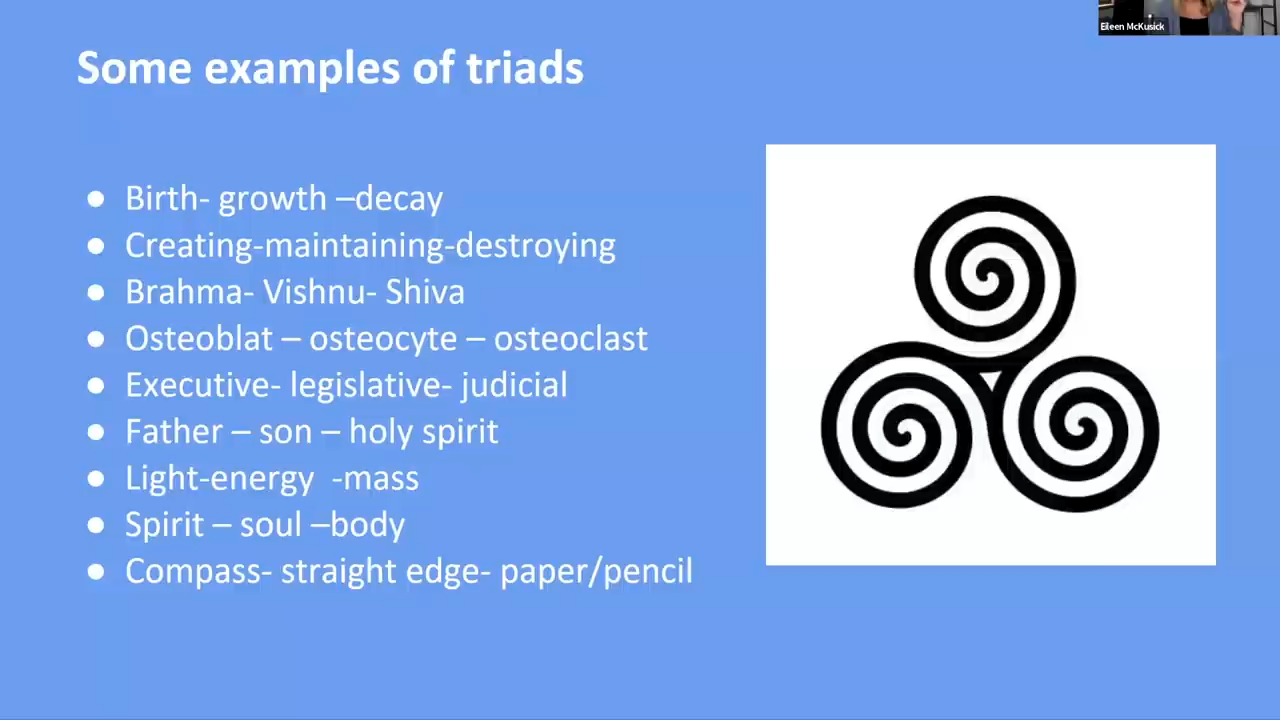 Eileen McKusick
Some examples of triads
● Birth- growth –decay
● Creating-maintaining-destroying
● Brahma- Vishnu- Shiva
● Osteoblat – osteocyte – osteoclast
● Executive- legislative- judicial
● Father – son – holy spirit
● Light-energy  -mass
● Spirit – soul –body
● Compass- straight edge- paper/pencil